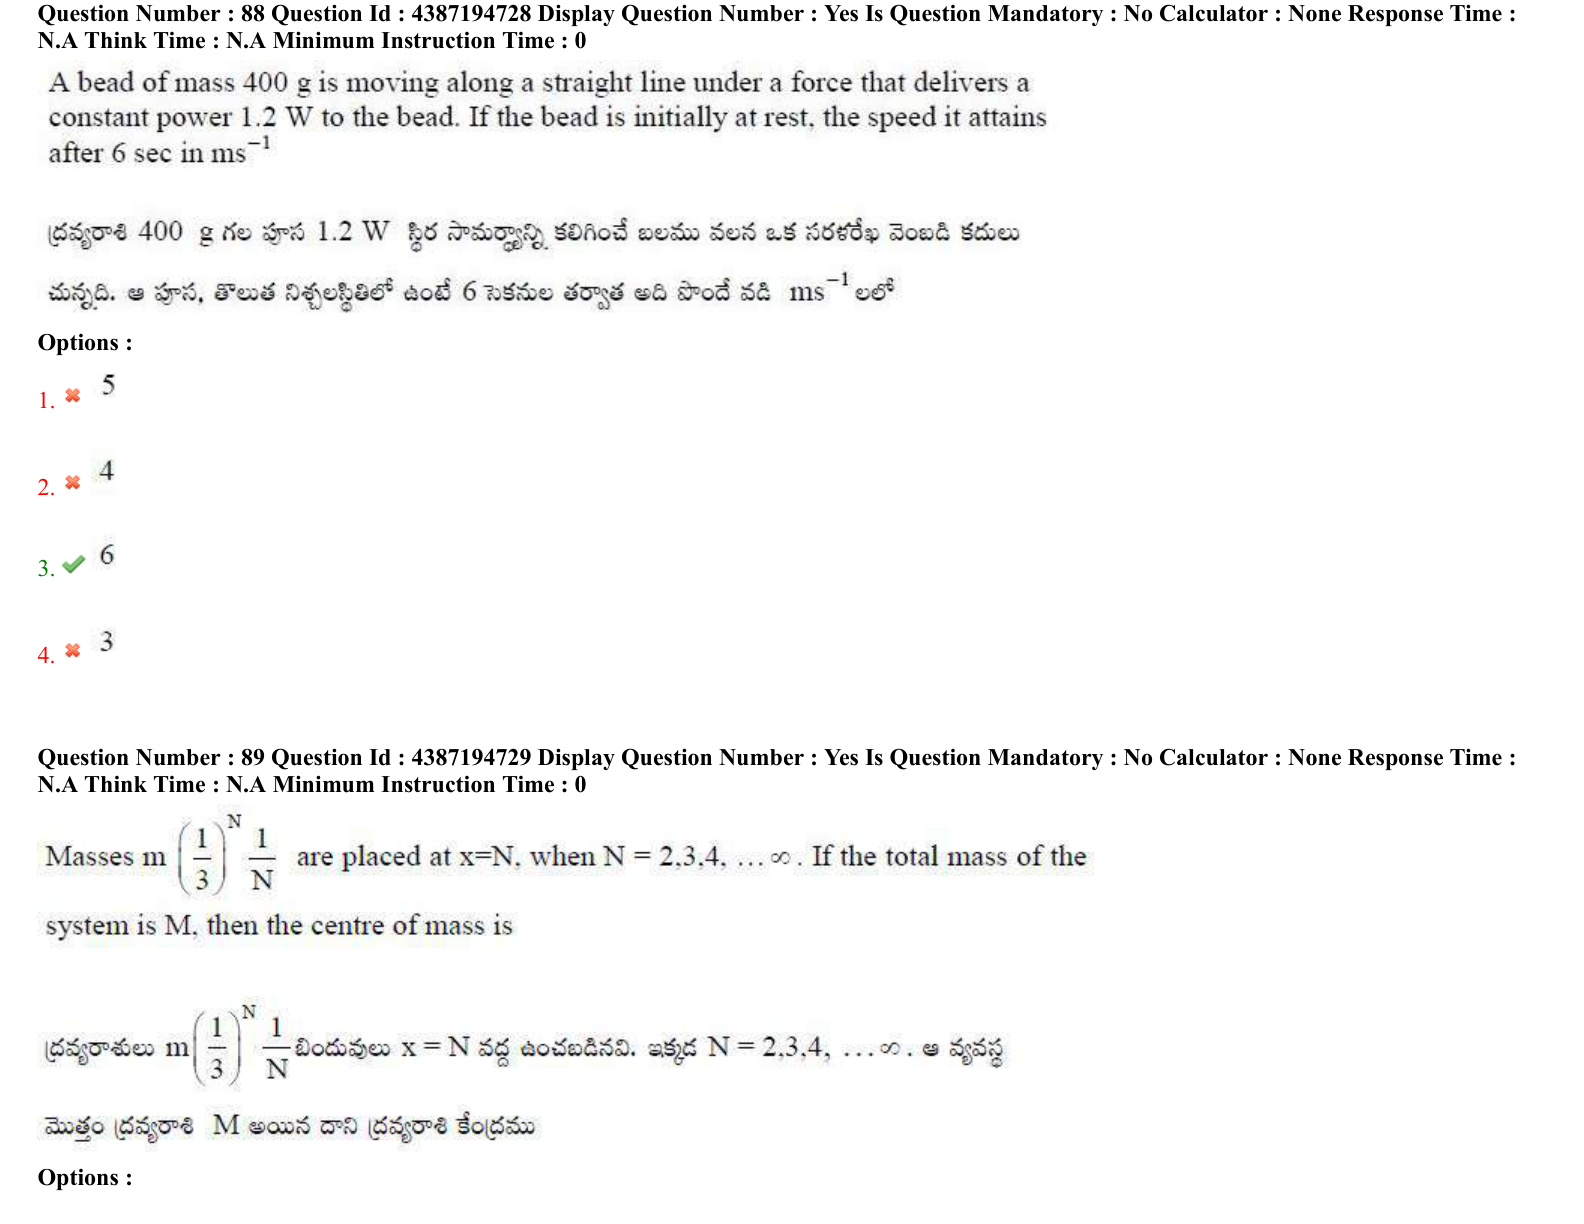 Question Number : 88 Question Id : 4387194728 Display Question Number : Yes Is Question Mandatory : No Calculator : None Response Time :
N.A Think Time : N.A Minimum Instruction Time : 0
A bead of mass 400 g is moving along a straight line under a force that delivers a
constant power 1.2 W to the bead. If the bead is initially at rest, the speed it attains
after 6 sec in ms⁻¹
ద్రవ్యరాశి 400 g గల పూస 1.2 W స్థిర సామర్థ్యాన్ని కలిగించే బలము వలన ఒక సరళరేఖ వెంబడి కదులు
చున్నది. ఆ పూస, తొలుత నిశ్చలస్థితిలో ఉంటే 6 సెకనుల తర్వాత అది పొందే వడి ms⁻¹ లలో
Options :
1. ✖ 5
2. ✖ 4
3. ✔ 6
4. ✖ 3
Question Number : 89 Question Id : 4387194729 Display Question Number : Yes Is Question Mandatory : No Calculator : None Response Time :
N.A Think Time : N.A Minimum Instruction Time : 0
Masses m (1/3)^N 1/N are placed at x=N, when N = 2,3,4, … ∞ . If the total mass of the
system is M, then the centre of mass is
ద్రవ్యరాశులు m (1/3)^N 1/N బిందువులు x = N వద్ద ఉంచబడినవి. ఇక్కడ N = 2,3,4, … ∞ . ఆ వ్యవస్థ
మొత్తం ద్రవ్యరాశి M అయిన దాని ద్రవ్యరాశి కేంద్రము
Options :